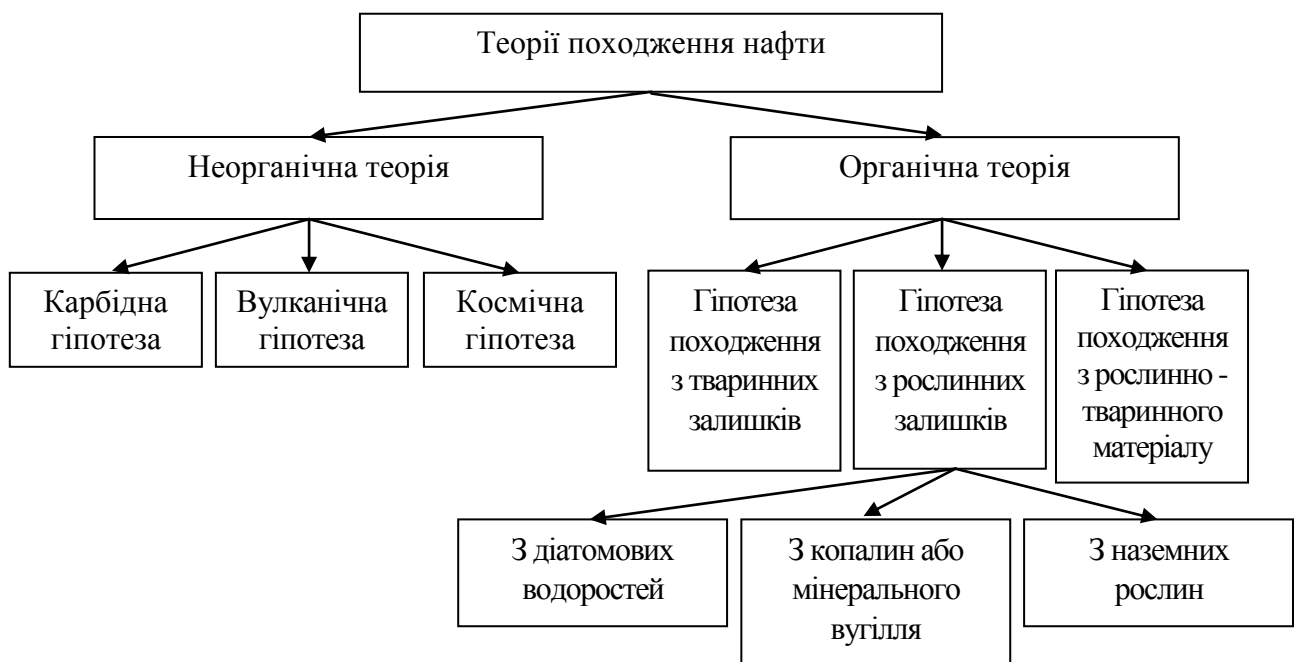 Теорії походження нафти
Неорганічна теорія
Органічна теорія
Карбідна
гіпотеза
Вулканічна
гіпотеза
Космічна
гіпотеза
Гіпотеза
походження
з тваринних
залишків
Гіпотеза
походження
з рослинних
залишків
Гіпотеза
походження
з рослинно -
тваринного
матеріалу
З діатомових
водоростей
З копалин або
мінерального
вугілля
З наземних
рослин